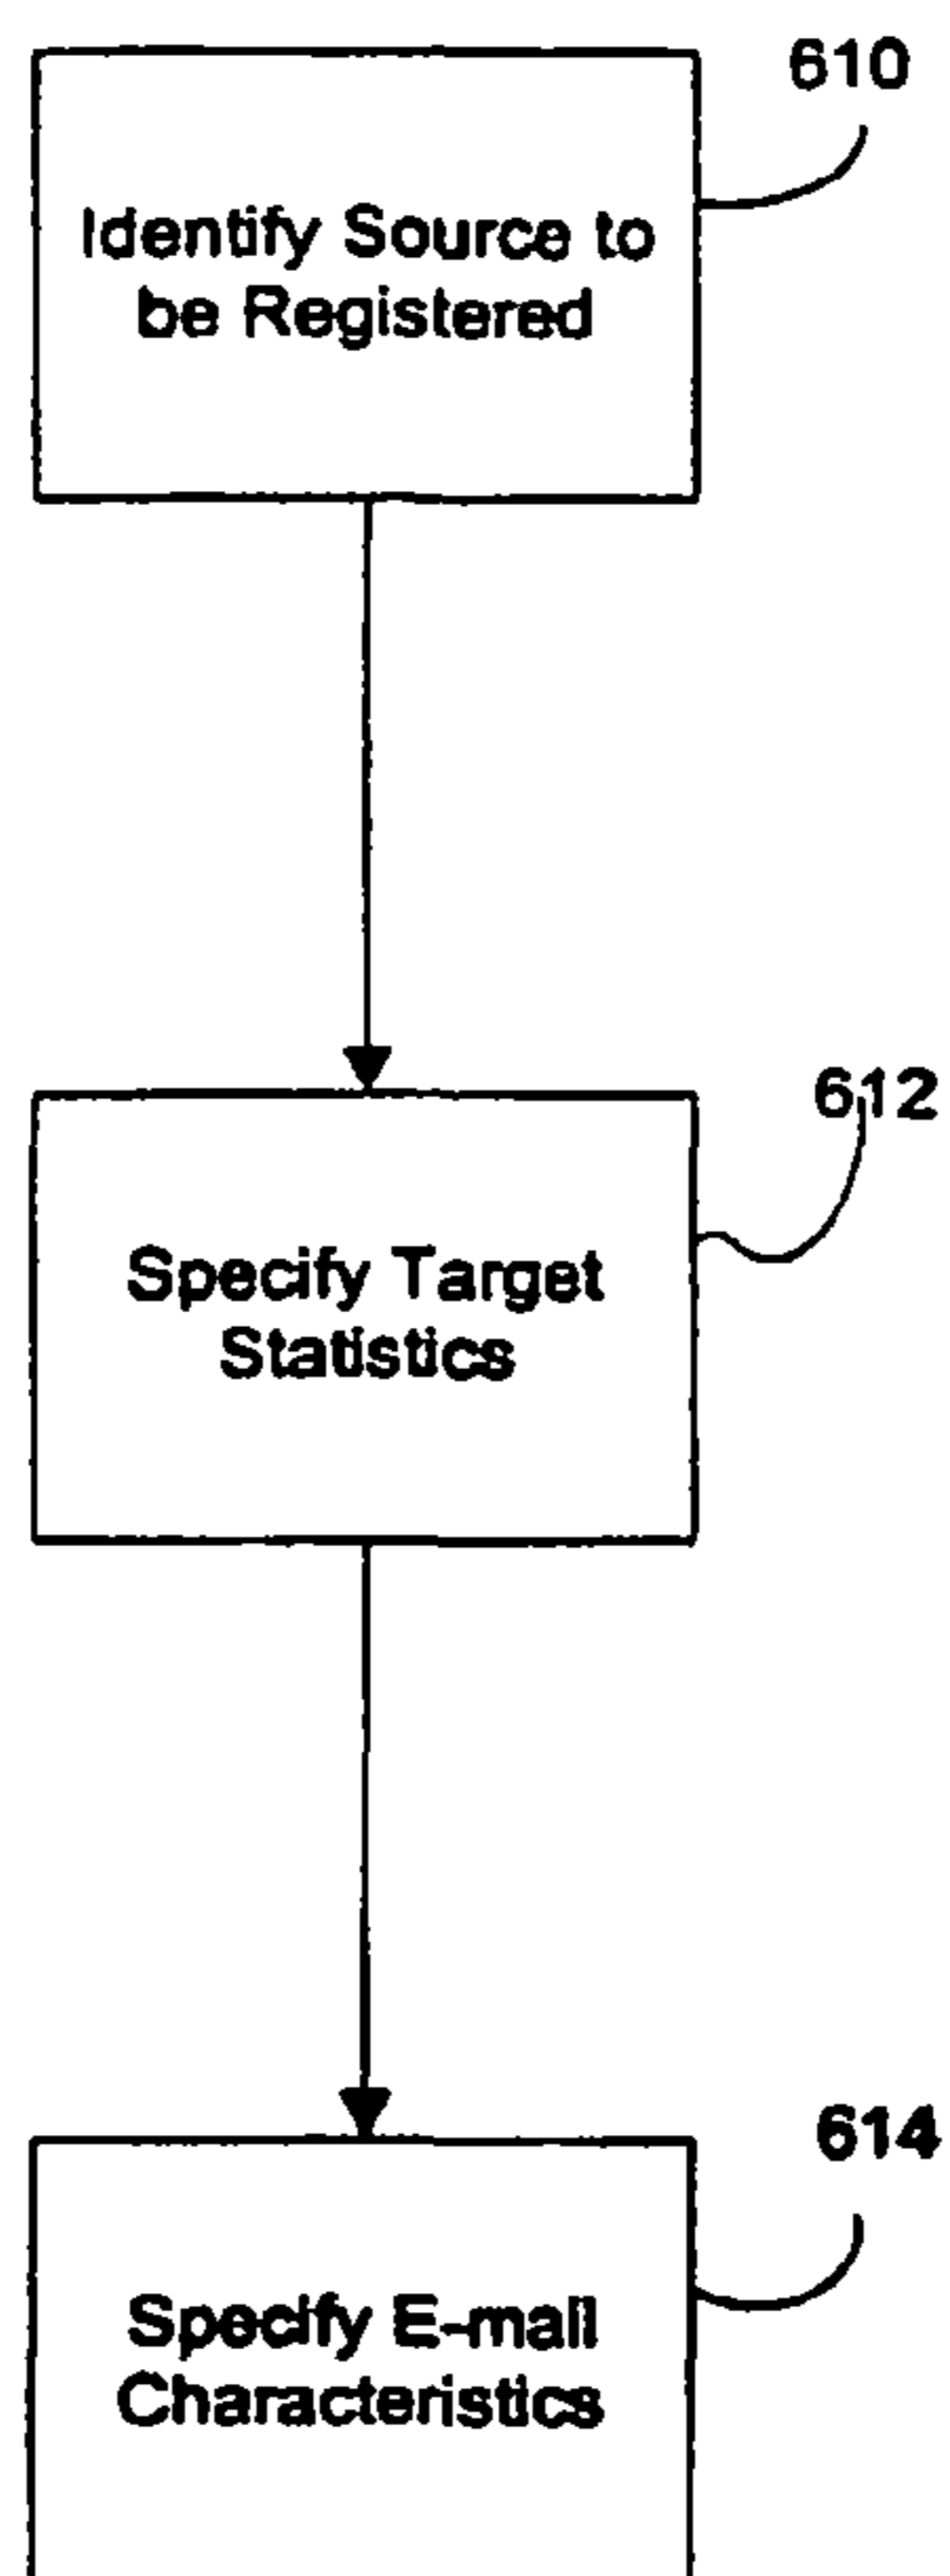 610
Identify Source to
be Registered
612
Specify Target
Statistics
614
Specify E-mail
Characteristics